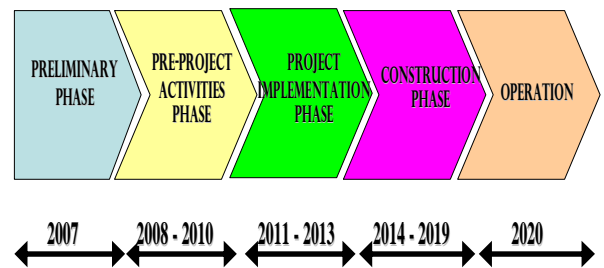 PRELIMINARY
PHASE
PRE-PROJECT
ACTIVITIES
PHASE
PROJECT
IMPLEMENTATION
PHASE
CONSTRUCTION
PHASE
OPERATION
2007
2008 - 2010
2011 - 2013
2014 - 2019
2020